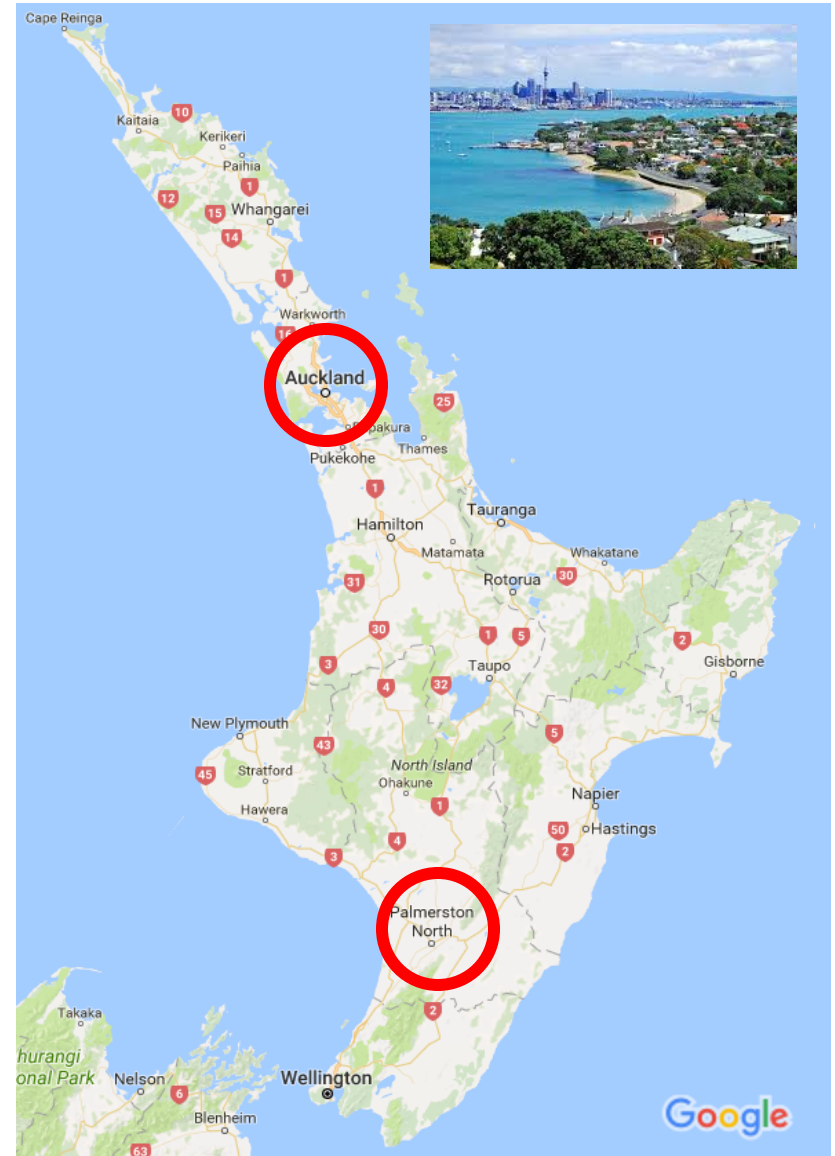 Cape Reinga
10
Kaitaia
Kerikeri
Paihia
1
12
15
Whangarei
14
1
Warkworth
16
Auckland
25
Papakura
Thames
Pukekohe
1
Tauranga
Hamilton
Matamata
Whakatane
31
Rotorua
30
30
1
5
2
3
Taupo
Gisborne
4
32
New Plymouth
5
43
North Island
45
Stratford
Ohakune
Napier
1
Hawera
50
Hastings
4
3
2
Palmerston
North
Takaka
2
hurangi
onal Park
Nelson
6
Wellington
Blenheim
Google
63